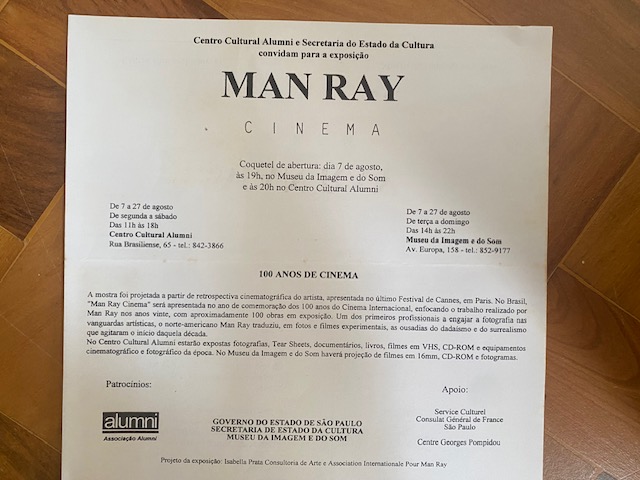 Centro Cultural Alumni e Secretaria do Estado da Cultura
convidam para a exposição
MAN RAY
CINEMA
Coquetel de abertura: dia 7 de agosto,
às 19h, no Museu da Imagem e do Som
e às 20h no Centro Cultural Alumni
De 7 a 27 de agosto
De segunda a sábado
Das 11h às 18h
Centro Cultural Alumni
Rua Brasiliense, 65 - tel.: 842-3866
De 7 a 27 de agosto
De terça a domingo
Das 14h às 22h
Museu da Imagem e do Som
Av. Europa, 158 - tel.: 852-9177
100 ANOS DE CINEMA
A mostra foi projetada a partir de retrospectiva cinematográfica do artista, apresentada no último Festival de Cannes, em Paris. No Brasil,
"Man Ray Cinema" será apresentada no ano de comemoração dos 100 anos do Cinema Internacional, enfocando o trabalho realizado por
Man Ray nos anos vinte, com aproximadamente 100 obras em exposição. Um dos primeiros profissionais a engajar a fotografia nas
vanguardas artísticas, o norte-americano Man Ray traduziu, em fotos e filmes experimentais, as ousadias do dadaísmo e do surrealismo
que agitaram o início daquela década.
No Centro Cultural Alumni estarão expostas fotografias, Tear Sheets, documentários, livros, filmes em VHS, CD-ROM e equipamentos
cinematográfico e fotográfico da época. No Museu da Imagem e do Som haverá projeção de filmes em 16mm, CD-ROM e fotogramas.
Patrocínios:
alumni
Associação Alumni
GOVERNO DO ESTADO DE SÃO PAULO
SECRETARIA DE ESTADO DA CULTURA
MUSEU DA IMAGEM E DO SOM
Apoio:
Service Culturel
Consulat Général de France
São Paulo
Centre Georges Pompidou
Projeto da exposição: Isabella Prata Consultoria de Arte e Association Internationale Pour Man Ray